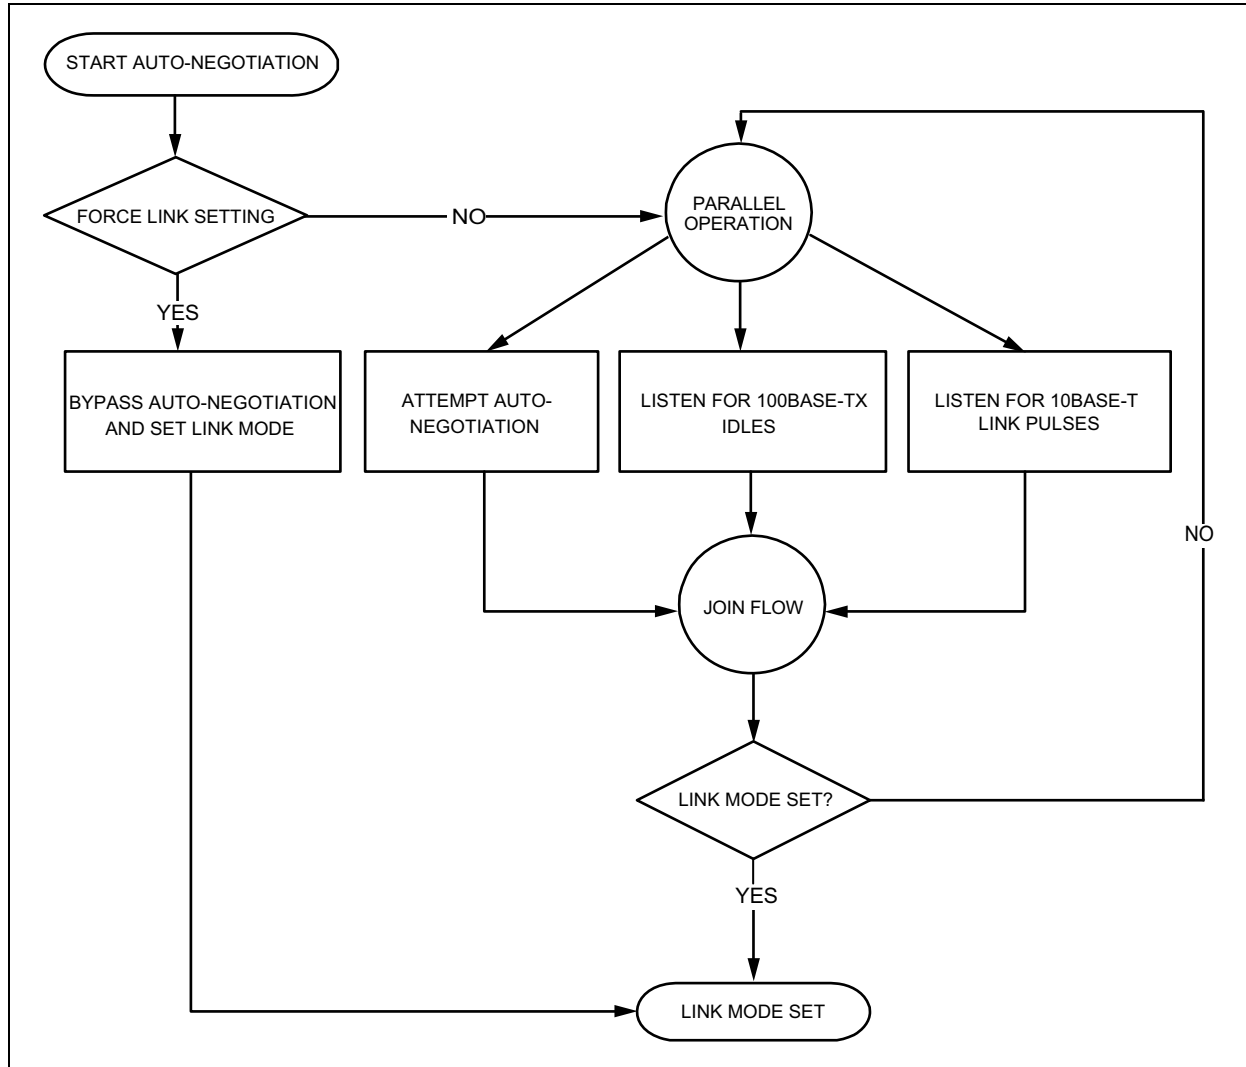 START AUTO-NEGOTIATION
FORCE LINK SETTING
NO
PARALLEL
OPERATION
YES
BYPASS AUTO-NEGOTIATION
AND SET LINK MODE
ATTEMPT AUTO-
NEGOTIATION
LISTEN FOR 100BASE-TX
IDLES
LISTEN FOR 10BASE-T
LINK PULSES
NO
JOIN FLOW
LINK MODE SET?
YES
LINK MODE SET